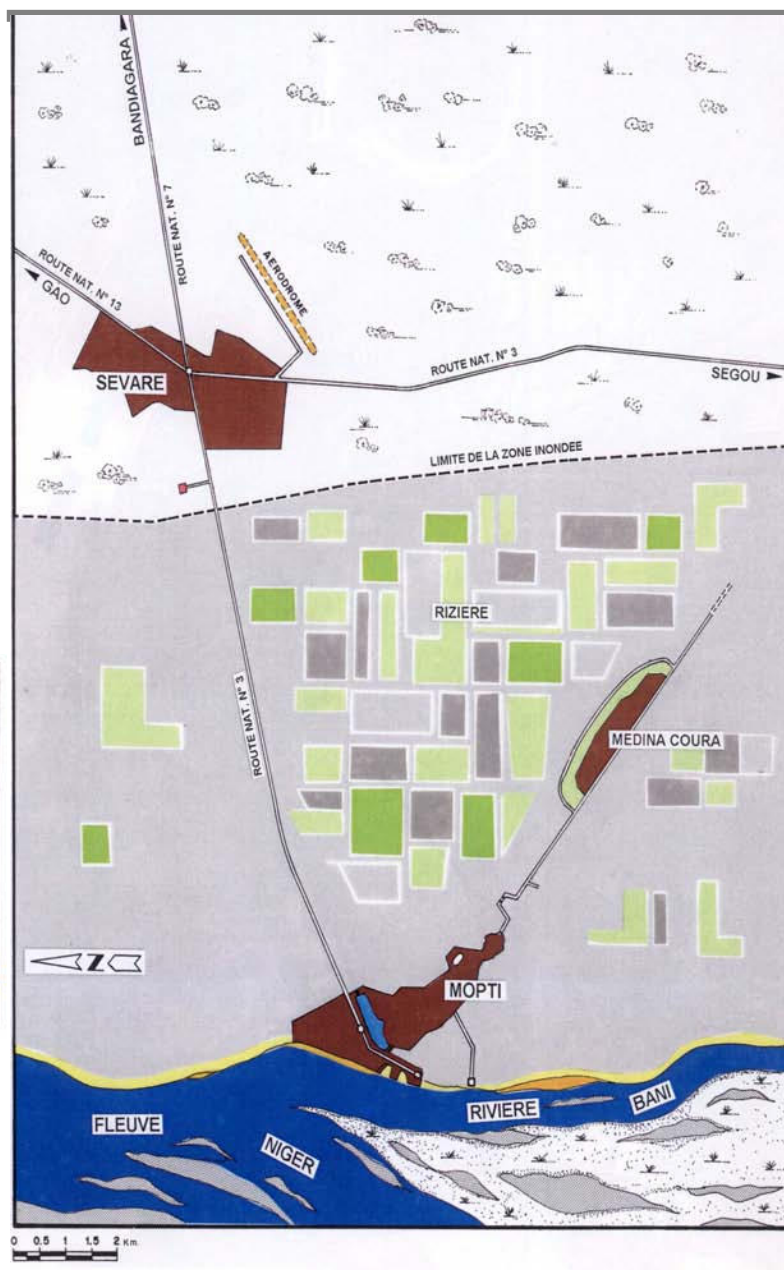 BANDIAGARA
ROUTE NAT. N° 7
ROUTE NAT. N° 13
GAO
AERODROME
SEVARE
ROUTE NAT. N° 3
SEGOU
LIMITE DE LA ZONE INONDEE
RIZIERE
ROUTE NAT. N° 3
MEDINA COURA
N
MOPTI
FLEUVE
NIGER
RIVIERE
BANI
0 0.5 1 1.5 2 Km.